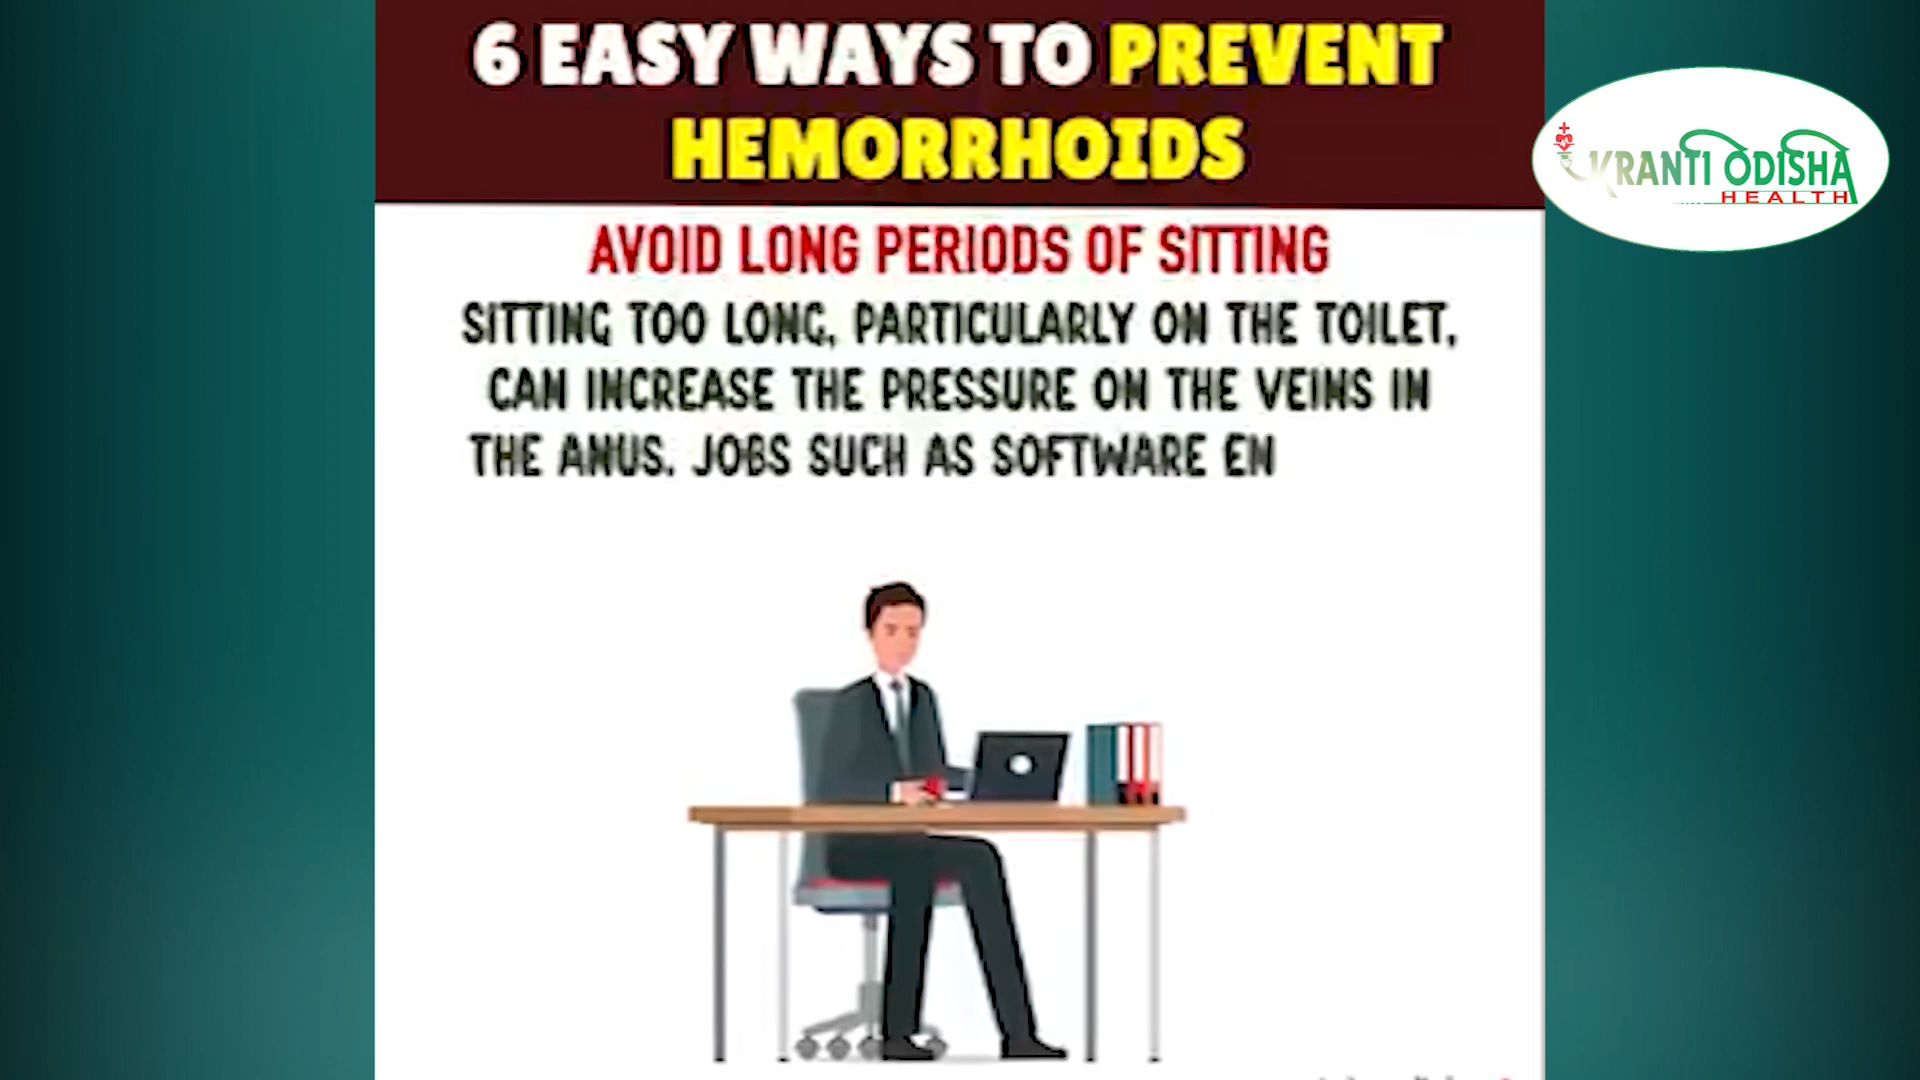 6 EASY WAYS TO PREVENT
HEMORRHOIDS
KRANTI ODISHA
HEALTH
AVOID LONG PERIODS OF SITTING
SITTING TOO LONG, PARTICULARLY ON THE TOILET,
CAN INCREASE THE PRESSURE ON THE VEINS IN
THE ANUS. JOBS SUCH AS SOFTWARE EN